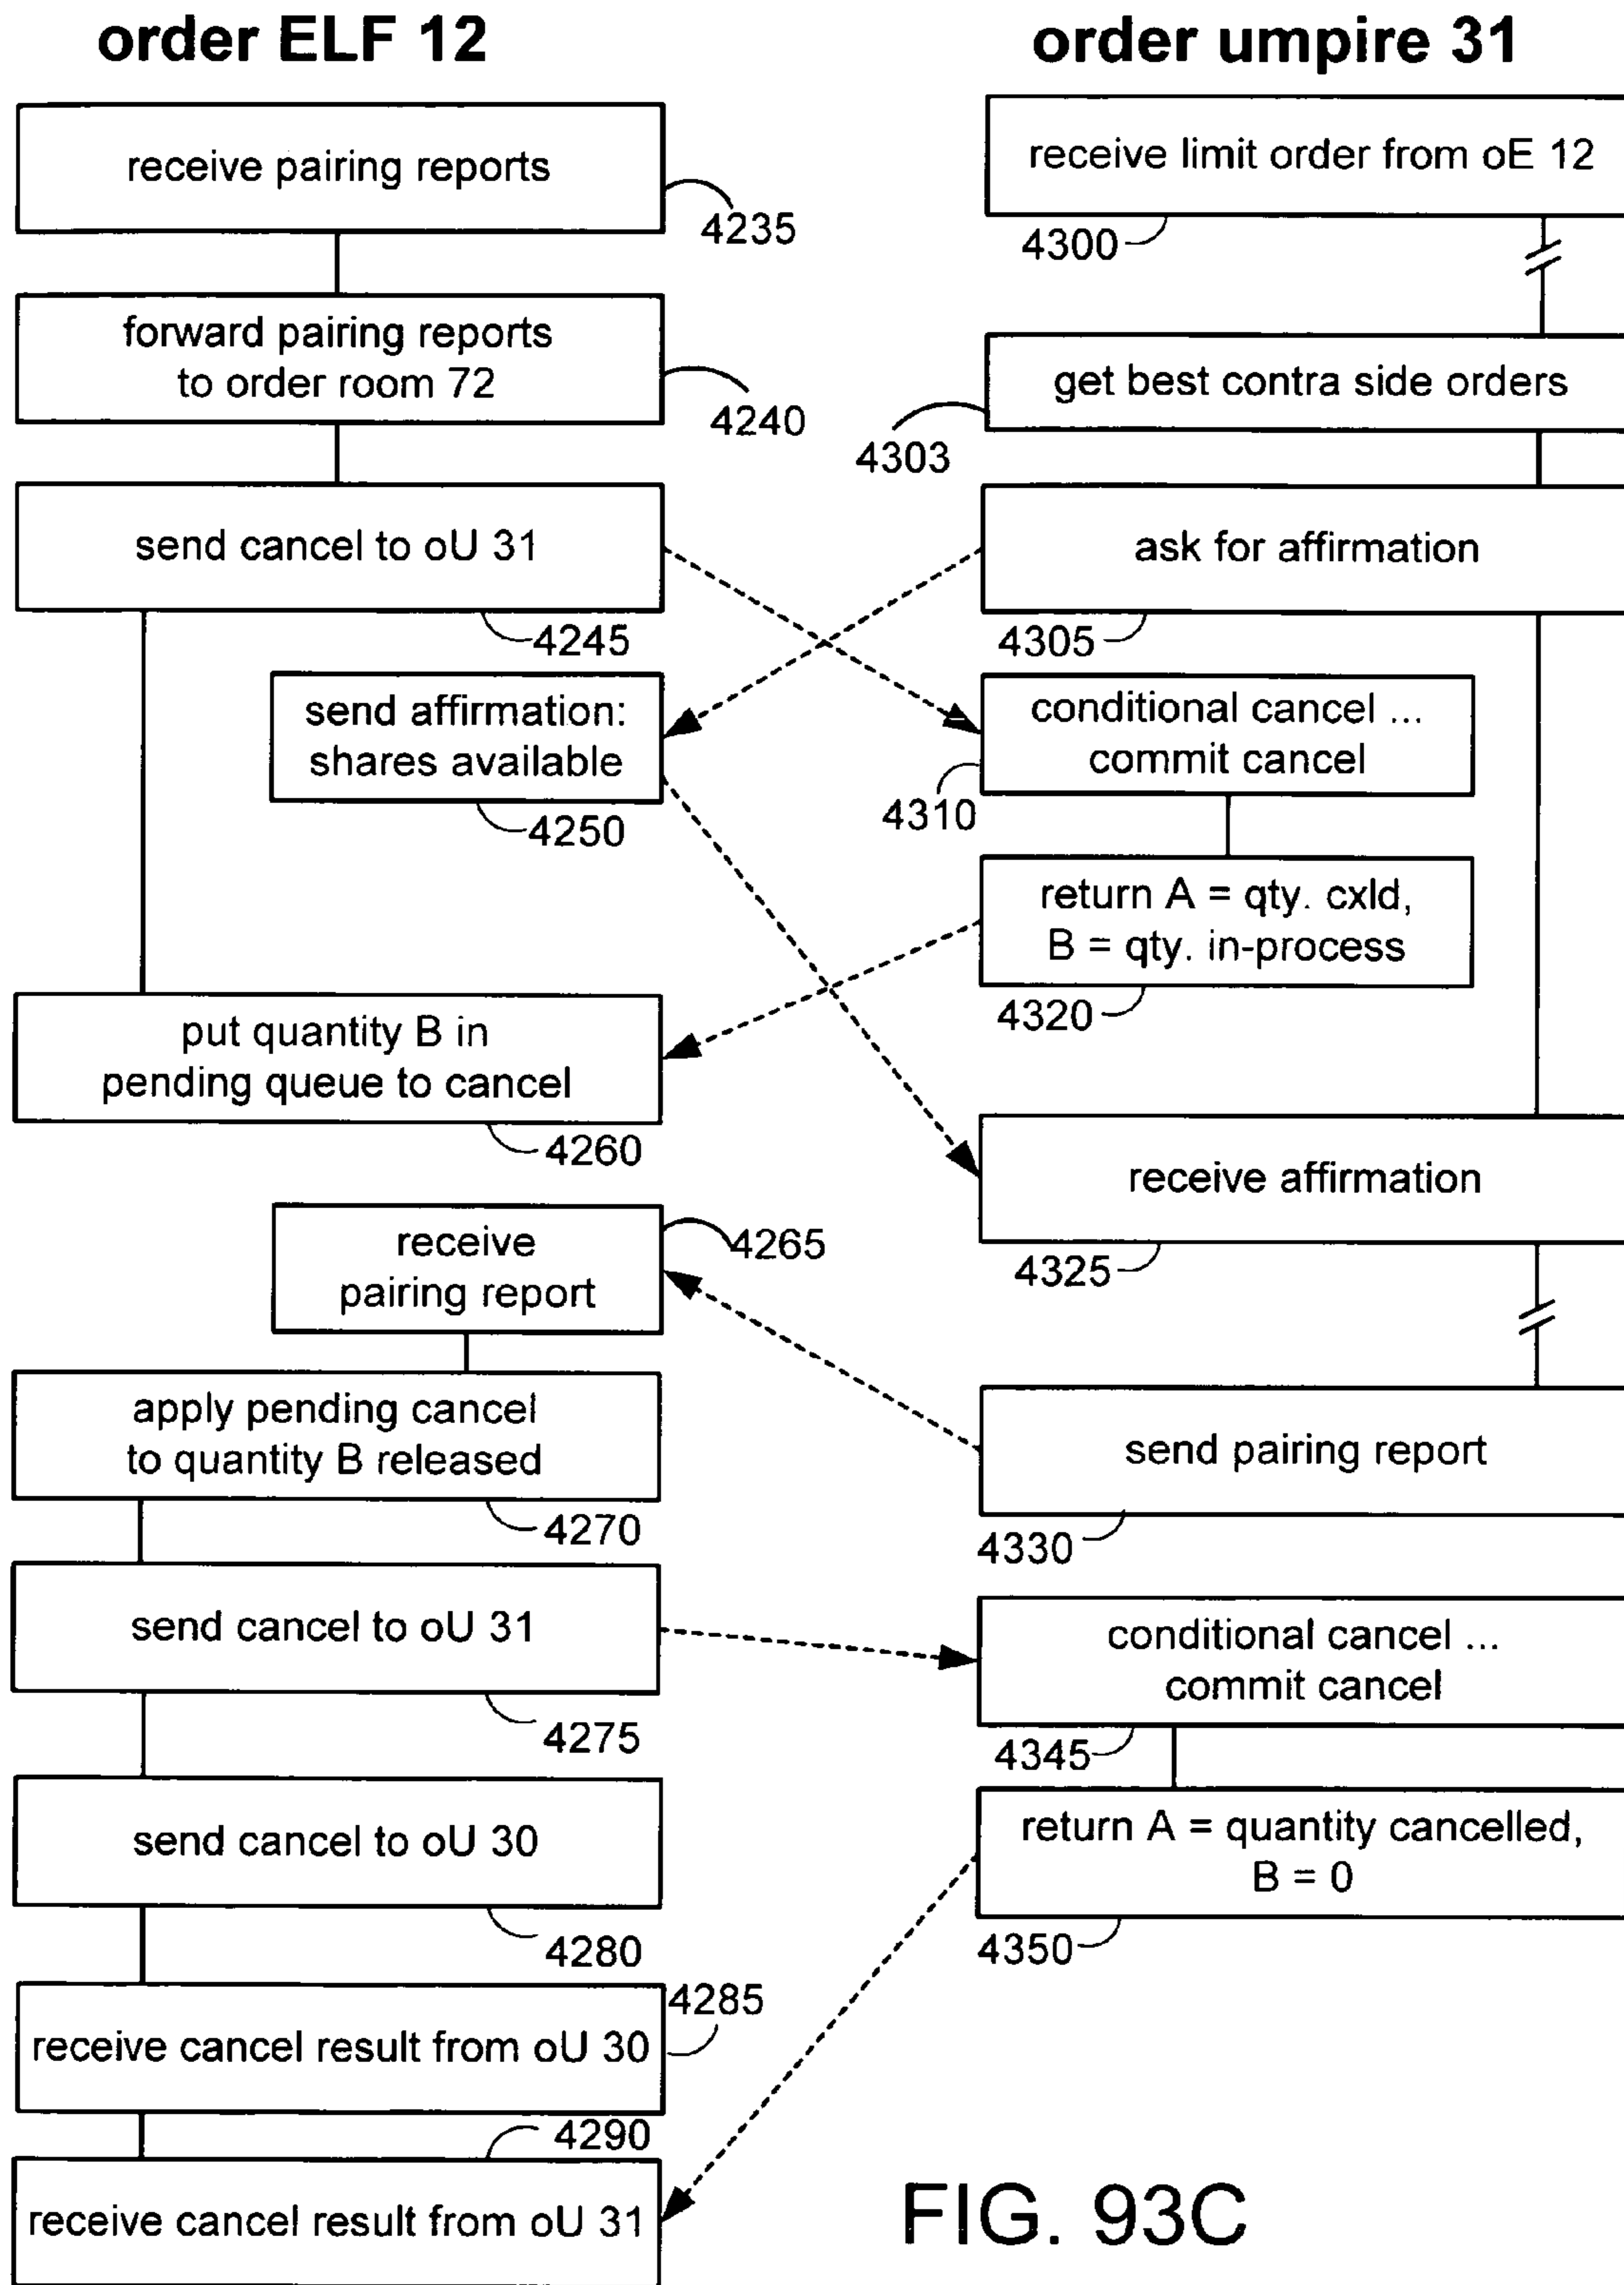 order ELF 12
receive pairing reports
4235
forward pairing reports
to order room 72
4240
send cancel to oU 31
4245
send affirmation:
shares available
4250
put quantity B in
pending queue to cancel
4260
receive
pairing report
4265
apply pending cancel
to quantity B released
4270
send cancel to oU 31
4275
send cancel to oU 30
4280
4285
receive cancel result from oU 30
4290
receive cancel result from oU 31
order umpire 31
receive limit order from oE 12
4300
get best contra side orders
4303
ask for affirmation
4305
conditional cancel ...
commit cancel
4310
return A = qty. cxld,
B = qty. in-process
4320
receive affirmation
4325
send pairing report
4330
conditional cancel ...
commit cancel
4345
return A = quantity cancelled,
B = 0
4350
FIG. 93C